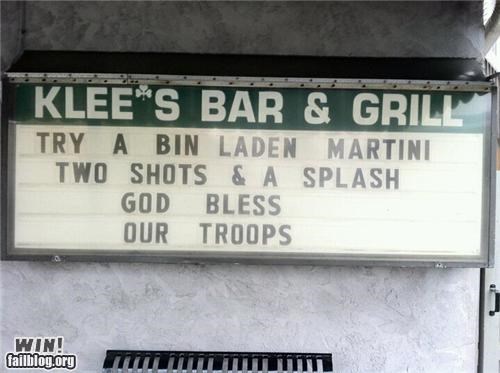 KLEE'S BAR & GRILL
TRY A BIN LADEN MARTINI
TWO SHOTS & A SPLASH
GOD BLESS
OUR TROOPS
WIN!
failblog.org